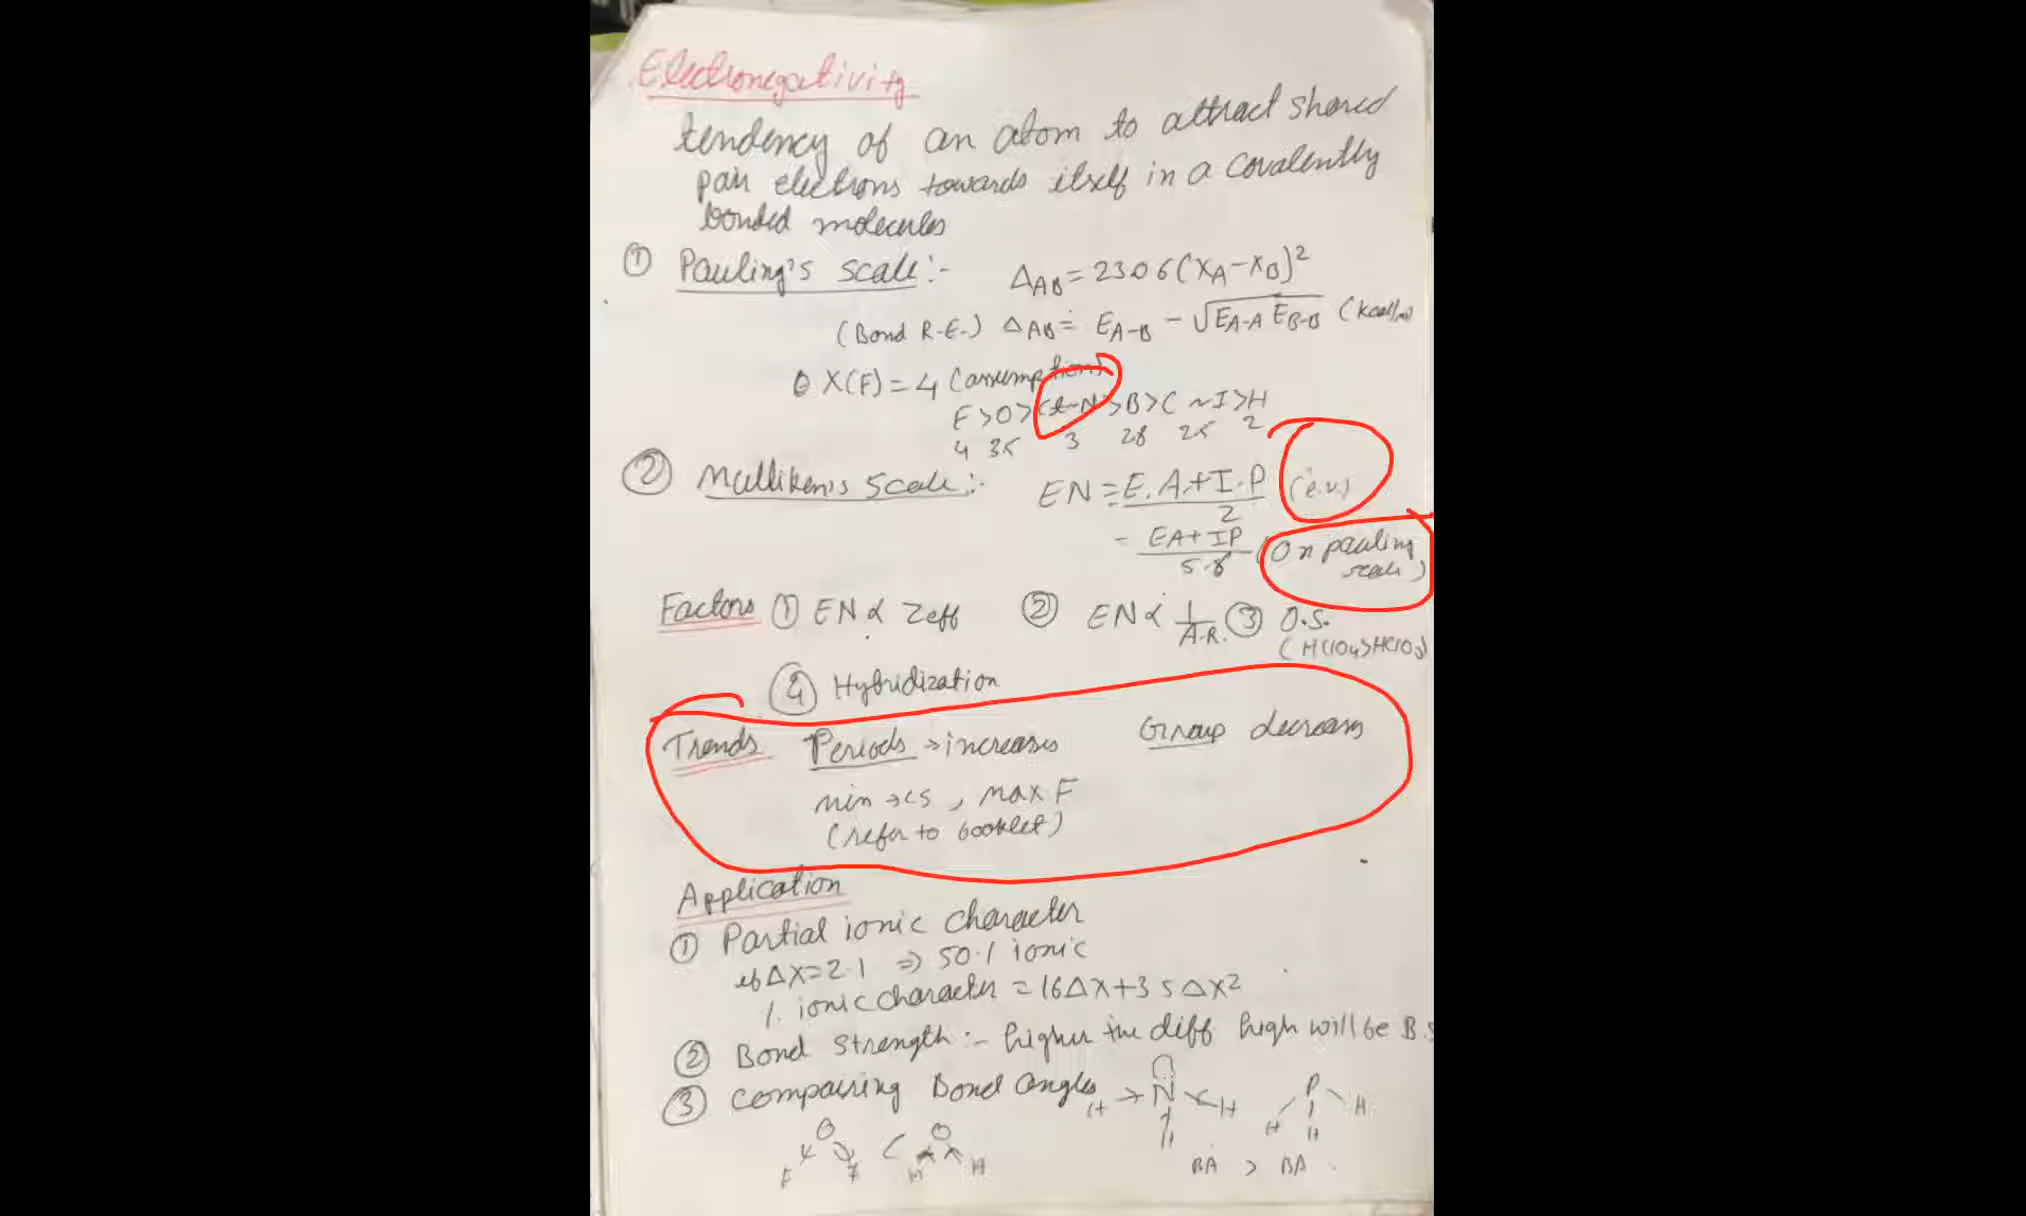 Electronegativity
tendency of an atom to attract shared
pair electrons towards itself in a covalently
bonded molecules
① Pauling's scale:- ΔAB = 23.06(XA-XB)²
(Bond R.E.) ΔAB = EA-B - √EA-A EB-B (kcal/m)
X(F) = 4 (assumption)
F > O > Cl~N > B > C ~ I > H
4 3.5 3 2.8 2.5 2
② Mulliken's Scale:- EN = E.A.+I.P / 2 (e.v.)
= EA+IP / 5.6 (On pauling
scale)
Factors ① EN ∝ Zeff ② EN ∝ 1/A.R. ③ O.S.
(HClO4>HClO3)
④ Hybridization
Trends Periods → increases Group decreases
min → Cs, max F
(refer to booklet)
Application
① Partial ionic character
if ΔX = 2.1 ⇒ 50% ionic
% ionic character = 16ΔX + 3.5ΔX²
② Bond Strength:- higher the diff high will be B.S
③ Comparing Bond angles
H N H P H
H H H
O < O
F F H H
BA > BA